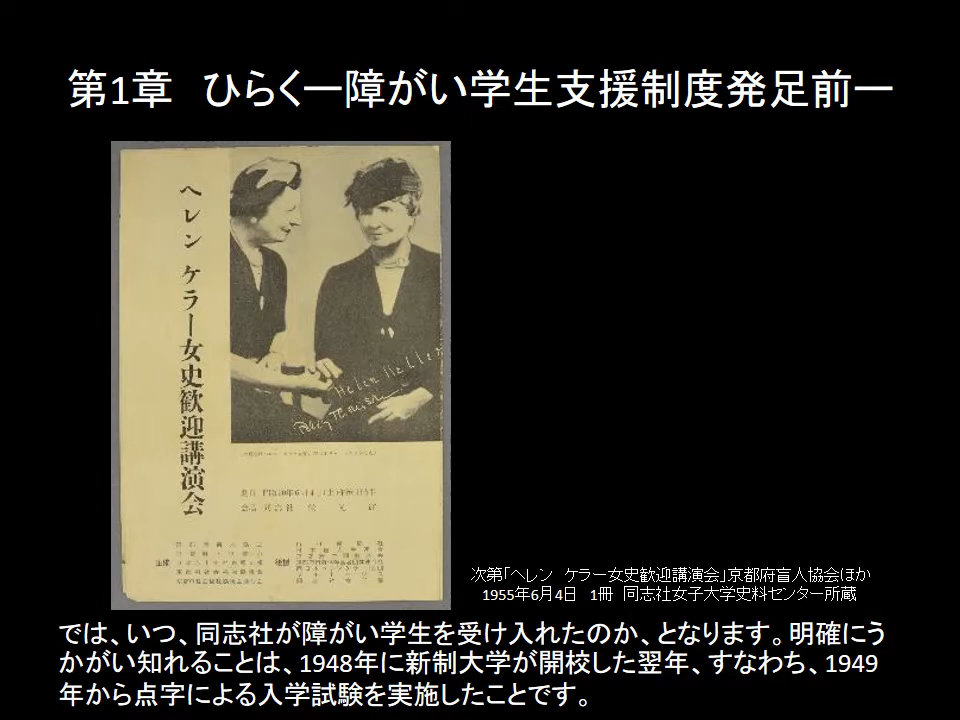 第1章　ひらく―障がい学生支援制度発足前―
ヘレン ケラー女史歓迎講演会
Helen Keller
Polly Thomson
主催
後援
次第「ヘレン　ケラー女史歓迎講演会」京都府盲人協会ほか
1955年6月4日　1冊　同志社女子大学史料センター所蔵
では、いつ、同志社が障がい学生を受け入れたのか、となります。明確にう
かがい知れることは、1948年に新制大学が開校した翌年、すなわち、1949
年から点字による入学試験を実施したことです。